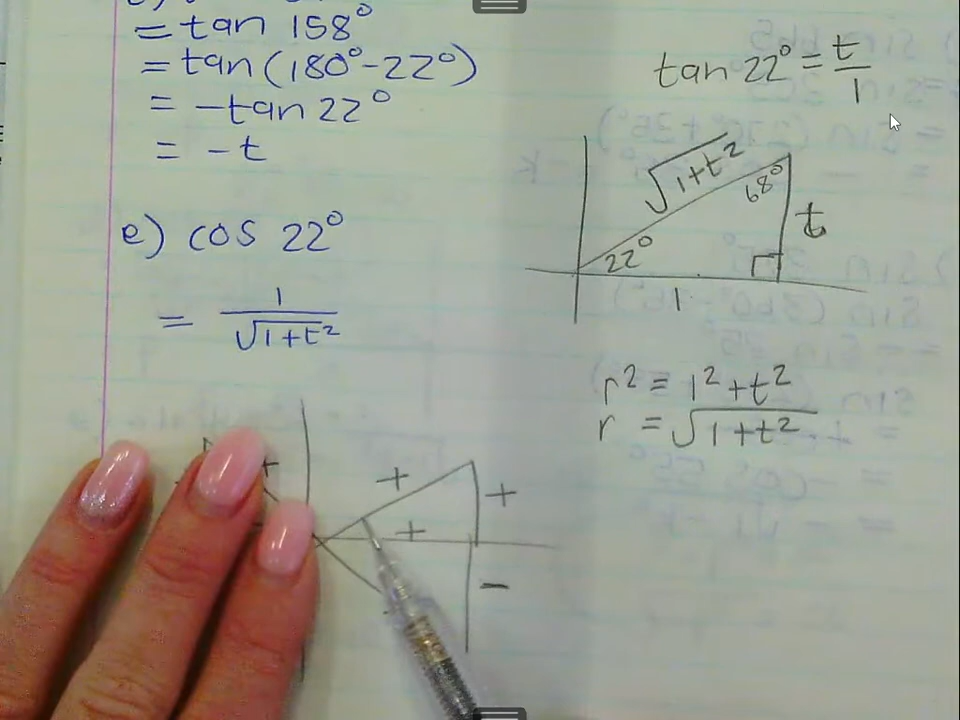 = tan 158°
= tan (180° - 22°)
= -tan 22°
= -t
e) cos 22°
= 1/√(1+t²)
tan 22° = t/1
√(1+t²)
68°
t
22°
1
r² = 1² + t²
r = √(1+t²)
+
+ +
+
-